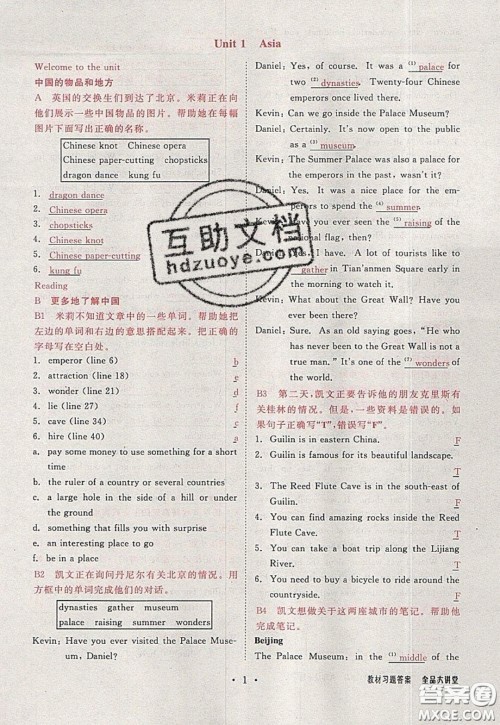 Unit 1 Asia
Welcome to the unit
中国的物品和地方
A 英国的交换生们到达了北京。米莉正在向
他们展示一些中国物品的图片。帮助她在每幅
图片下面写出正确的名称。
Chinese knot Chinese opera
Chinese paper-cutting chopsticks
dragon dance kung fu
1. dragon dance
2. Chinese opera
3. chopsticks
4. Chinese knot
5. Chinese paper-cutting
6. kung fu
Reading
B 更多地了解中国
B1 米莉不知道文章中的一些单词。帮助她把
左边的单词和右边的意思搭配起来。把正确的
字母写在空白处。
1. emperor (line 6) b
2. attraction (line 18)
3. wonder (line 21)
4. lie (line 27)
5. cave (line 34)
6. hire (line 40) a
a. pay some money to use something for a short
time
b. the ruler of a country or several countries
c. a large hole in the side of a hill or under
the ground
d. something that fills you with surprise
e. an interesting place to go to
f. be in a place
B2 凯文正在询问丹尼尔有关北京的情况。用
方框中的单词完成他们的对话。
dynasties gather museum
palace raising summer wonders
Kevin: Have you ever visited the Palace Muse-
um, Daniel?
Daniel: Yes, of course. It was a (1) palace for
two (2) dynasties. Twenty-four Chinese
emperors once lived there.
Kevin: Can we go inside the Palace Museum?
Daniel: Certainly. It's now open to the public
as a (3) museum.
Kevin: The Summer Palace was also a palace for
the emperors in the past, wasn't it?
Daniel: Yes. It was a nice place for the em-
perors to spend the (4) summer.
Kevin: Have you ever seen the (5) raising of the
national flag, then?
Daniel: Yes, I have. A lot of tourists like to
(6) gather in Tian'anmen Square early in
the morning to watch it.
Kevin: What about the Great Wall? Have you
ever been there?
Daniel: Sure. As an old saying goes, "He who
has never been to the Great Wall is not
a true man." It's one of the (7) wonders of
the world.
B3 第二天，凯文正要告诉他的朋友克里斯有
关桂林的情况。但是，一些资料是错误的。如
果句子正确写"T"，错误写"F"。
1. Guilin is in eastern China. F
2. Guilin is famous for its beautiful landscape.
T
3. The Reed Flute Cave is in the south-east of
Guilin. F
4. You can find amazing rocks inside the Reed
Flute Cave. T
5. You can take a boat trip along the Lijiang
River. T
6. You need to buy a bicycle to ride around the
countryside. F
B4 凯文想做关于这两座城市的笔记。帮助他
完成他的笔记。
Beijing
The Palace Museum: in the (1) middle of the
• 1 •
教材习题答案 全品大讲堂
互助文档
hdzuoye.com
答案圈
MXQE.COM